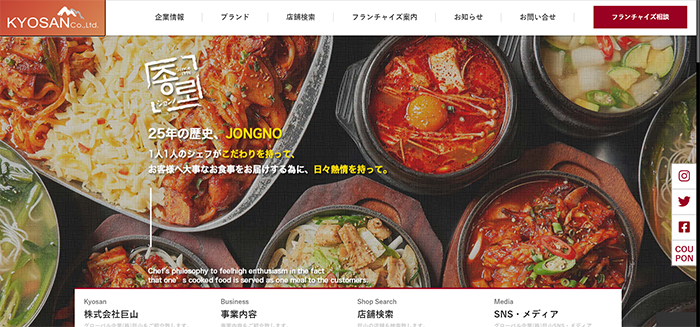 KYOSAN Co.,Ltd.
企業情報
ブランド
店舗検索
フランチャイズ案内
お知らせ
お問い合せ
フランチャイズ相談
종로
ジョンノ
25年の歴史、JONGNO
1人1人のシェフがこだわりを持って、
お客様へ大事なお食事をお届けする為に、日々熱情を持って。
Chef's philosophy to feelhigh enthusiasm in the fact
that one's cooked food is served as one meal to the customers.
COU
PON
Kyosan
株式会社巨山
Business
事業内容
Shop Search
店舗検索
Media
SNS・メディア